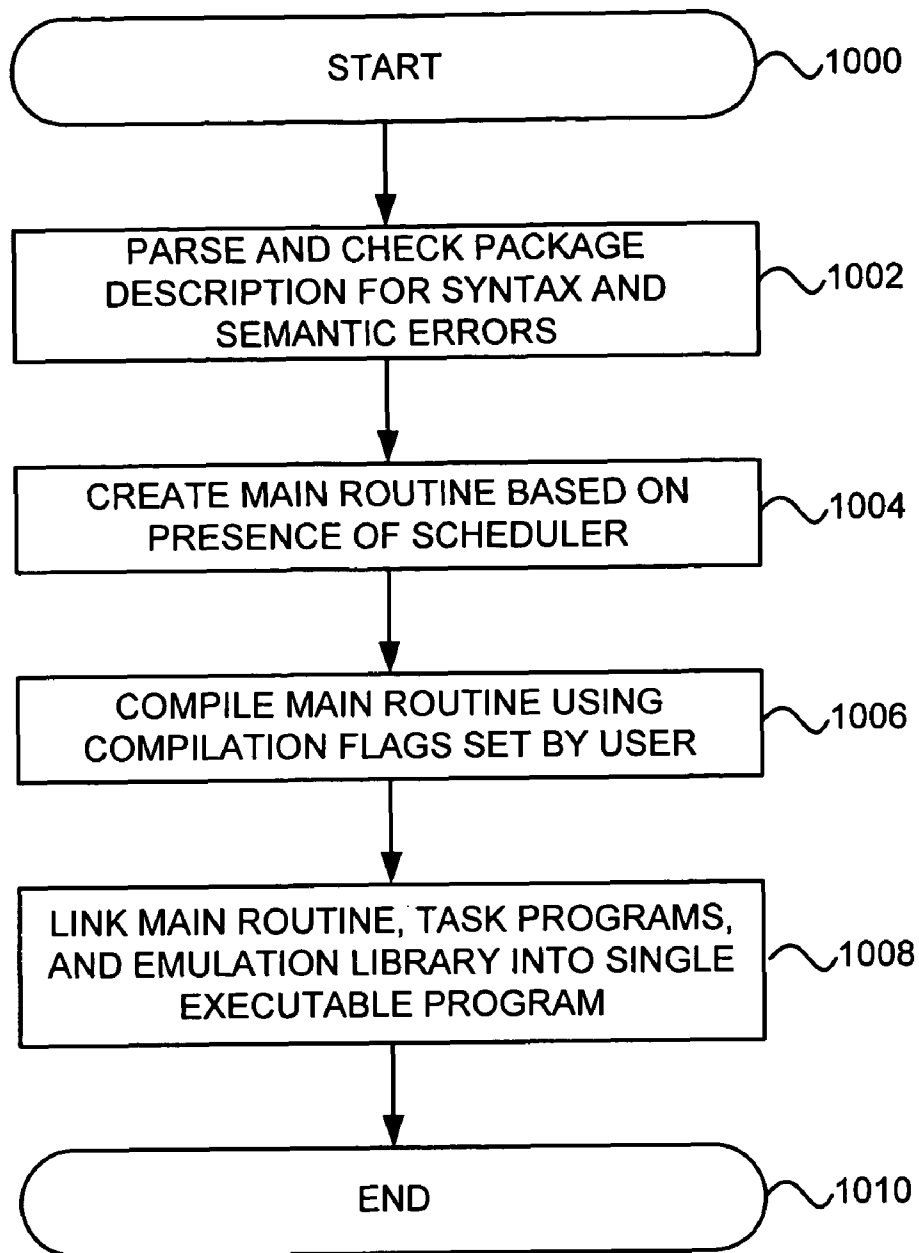 START
1000
PARSE AND CHECK PACKAGE
DESCRIPTION FOR SYNTAX AND
SEMANTIC ERRORS
1002
CREATE MAIN ROUTINE BASED ON
PRESENCE OF SCHEDULER
1004
COMPILE MAIN ROUTINE USING
COMPILATION FLAGS SET BY USER
1006
LINK MAIN ROUTINE, TASK PROGRAMS,
AND EMULATION LIBRARY INTO SINGLE
EXECUTABLE PROGRAM
1008
END
1010